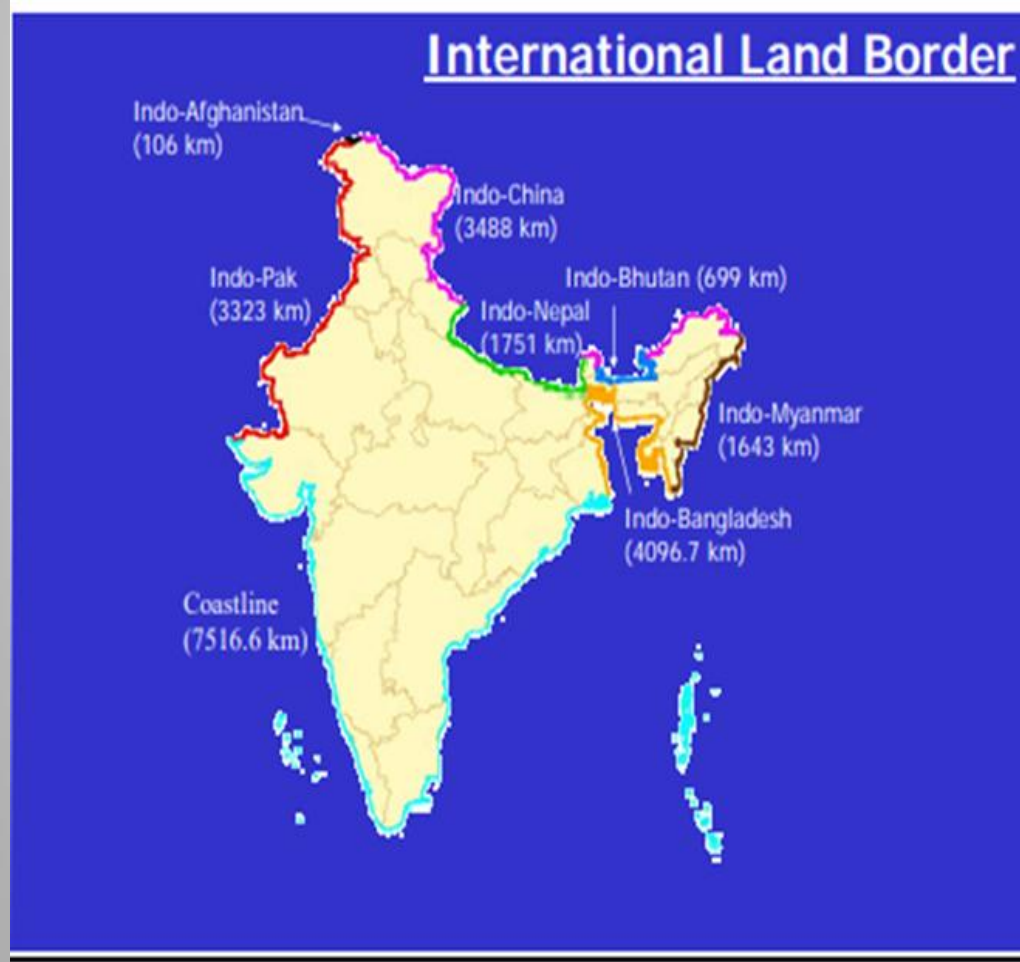 International Land Border
Indo-Afghanistan
(106 km)
Indo-China
(3488 km)
Indo-Pak
(3323 km)
Indo-Bhutan (699 km)
Indo-Nepal
(1751 km)
Indo-Myanmar
(1643 km)
Indo-Bangladesh
(4096.7 km)
Coastline
(7516.6 km)